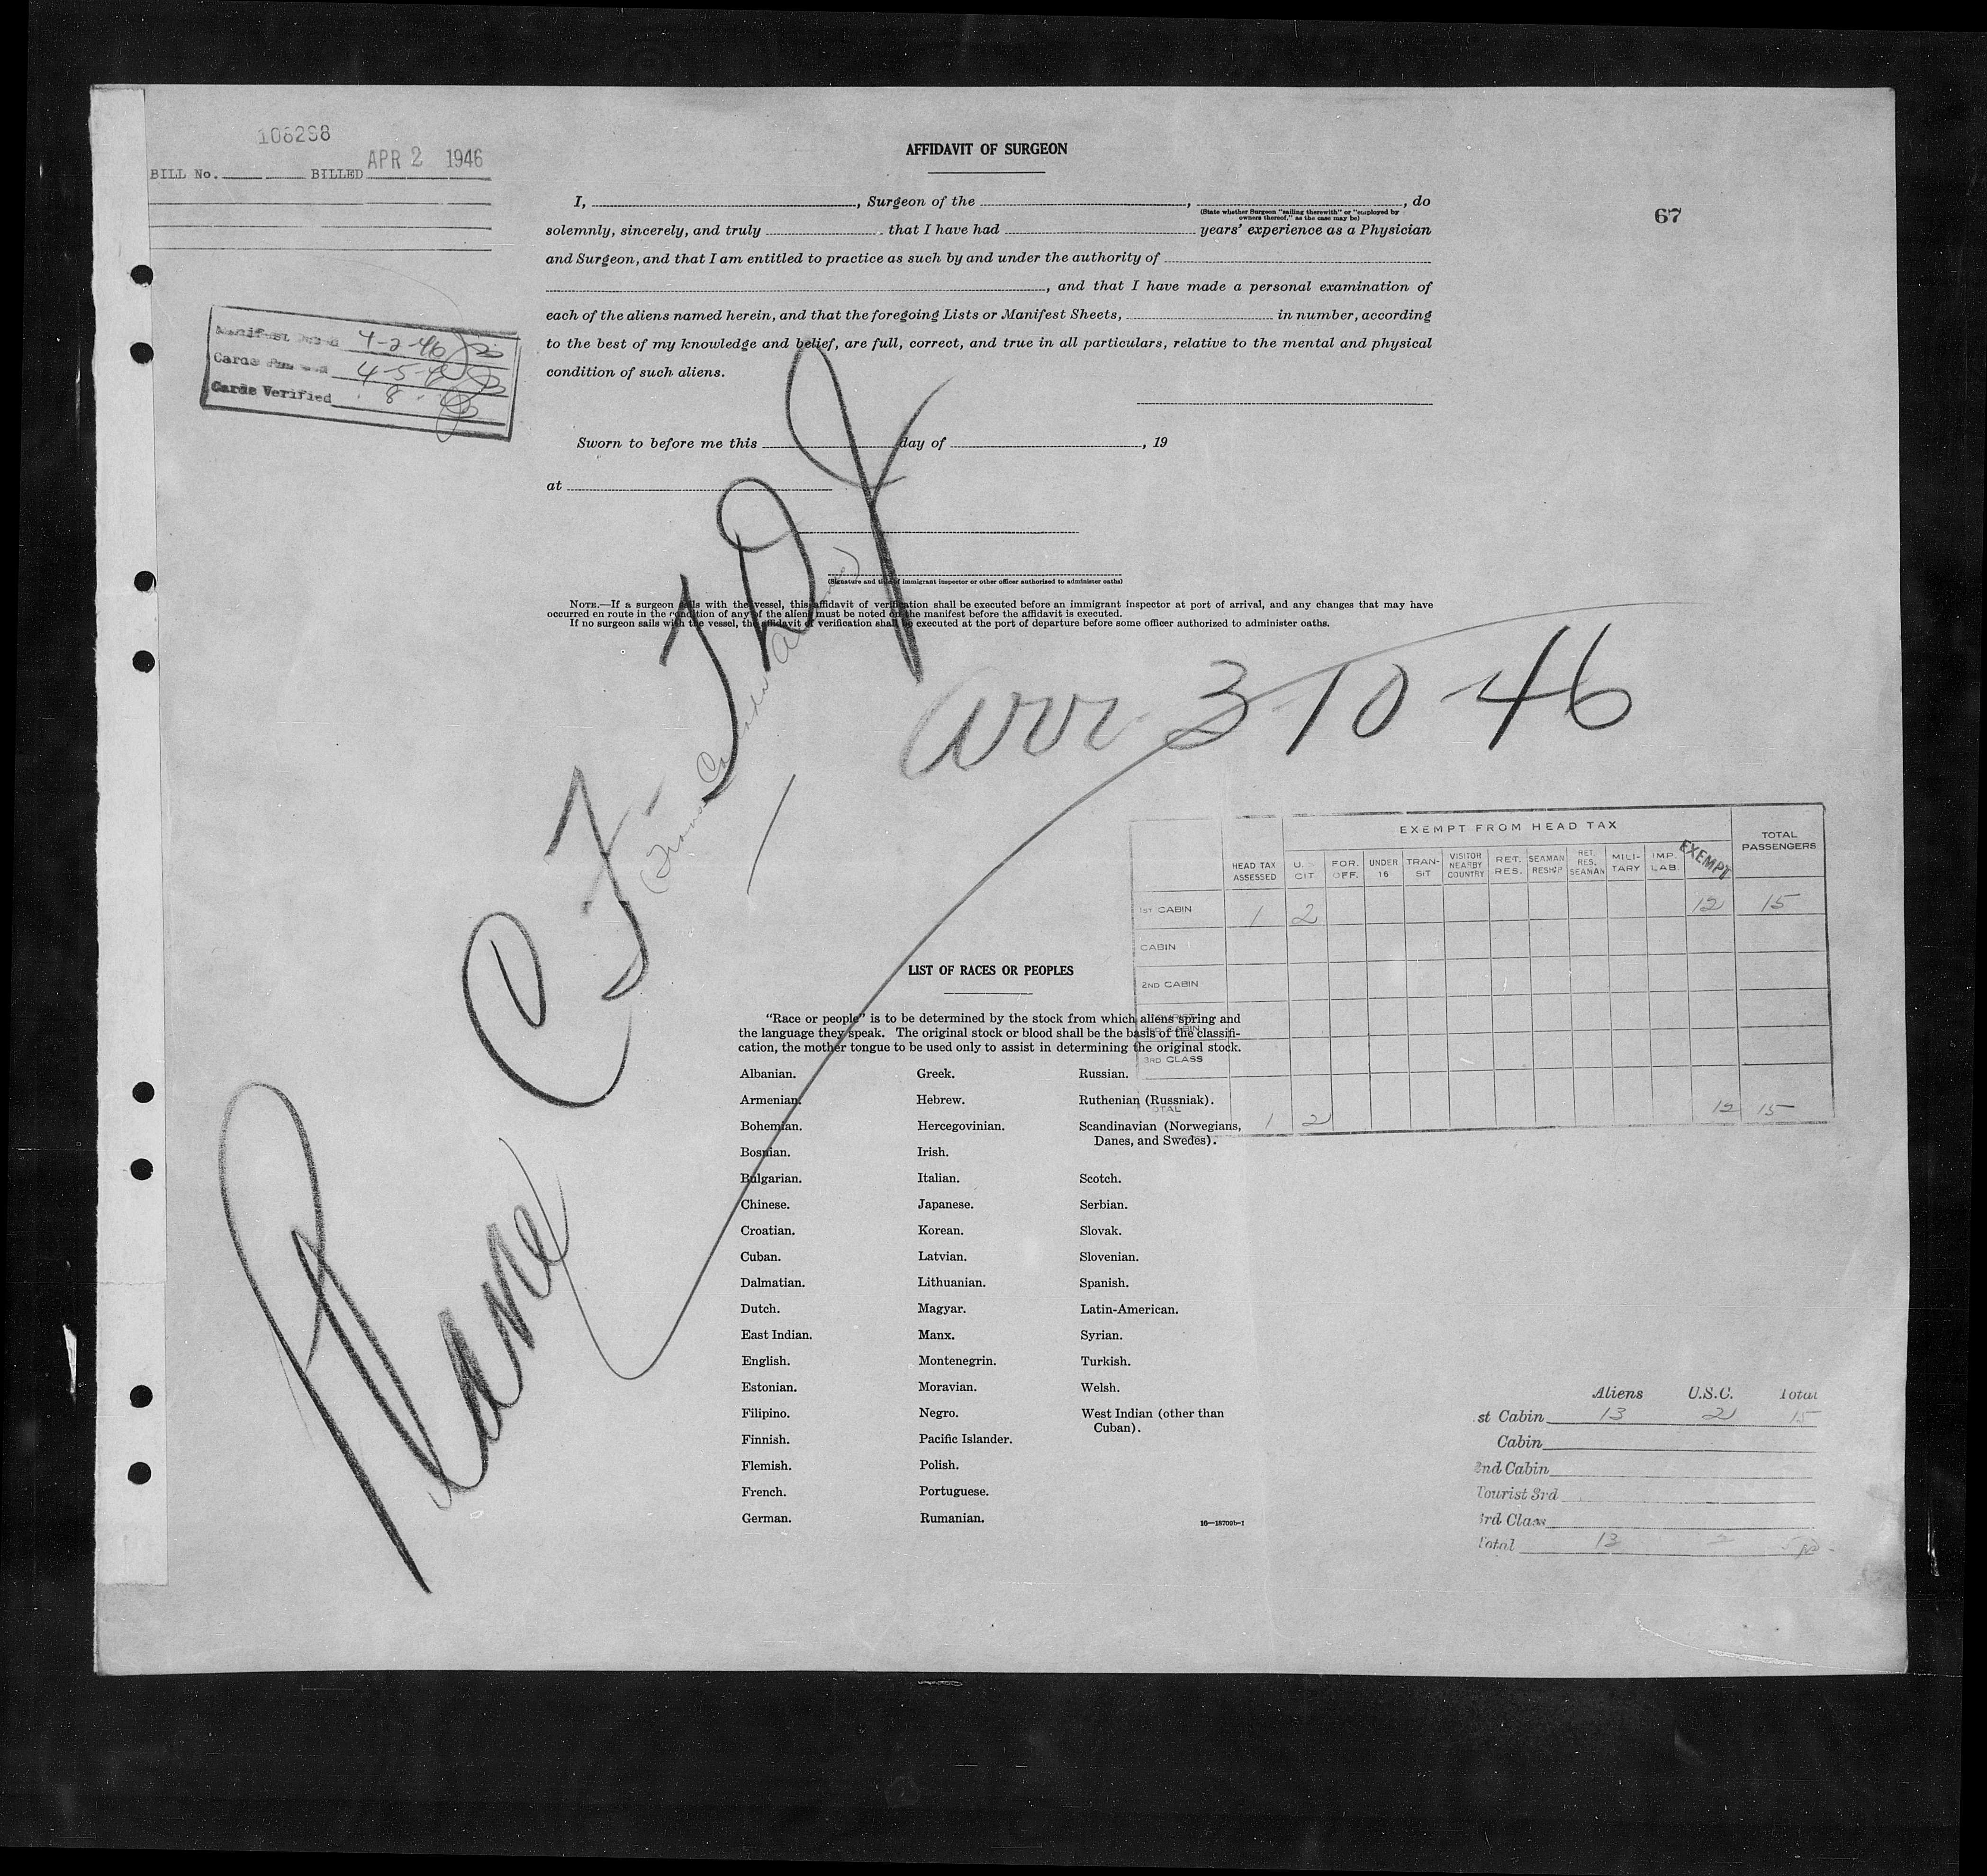 106298
BILL No. BILLED APR 2 1946
AFFIDAVIT OF SURGEON
67
I, , Surgeon of the , , do
(State whether Surgeon "sailing therewith" or "employed by
owners thereof," as the case may be)
solemnly, sincerely, and truly that I have had years' experience as a Physician
and Surgeon, and that I am entitled to practice as such by and under the authority of
, and that I have made a personal examination of
each of the aliens named herein, and that the foregoing Lists or Manifest Sheets, in number, according
to the best of my knowledge and belief, are full, correct, and true in all particulars, relative to the mental and physical
condition of such aliens.
Manifest 4-2-46
Cards 4-5-
Cards Verified 8
Sworn to before me this day of , 19
at
(Signature and title of immigrant inspector or other officer authorized to administer oaths)
NOTE.—If a surgeon sails with the vessel, this affidavit of verification shall be executed before an immigrant inspector at port of arrival, and any changes that may have
occurred en route in the condition of any of the aliens must be noted on the manifest before the affidavit is executed.
If no surgeon sails with the vessel, the affidavit of verification shall be executed at the port of departure before some officer authorized to administer oaths.
Plane CF-
arr 3-10-46
EXEMPT FROM HEAD TAX
HEAD TAX ASSESSED U.S. CIT FOR. OFF. UNDER 16 TRAN-SIT VISITOR NEARBY COUNTRY RET. RES. SEAMAN RESHIP RET. RES. SEAMAN MILI-TARY IMP. LAB. EXEMPT TOTAL PASSENGERS
1ST CABIN 1 2 12 15
CABIN
2ND CABIN
3RD CLASS
TOTAL 1 2 12 15
LIST OF RACES OR PEOPLES
"Race or people" is to be determined by the stock from which aliens spring and
the language they speak. The original stock or blood shall be the basis of the classifi-
cation, the mother tongue to be used only to assist in determining the original stock.
Albanian. Greek. Russian.
Armenian. Hebrew. Ruthenian (Russniak).
Bohemian. Hercegovinian. Scandinavian (Norwegians,
Danes, and Swedes).
Bosnian. Irish.
Bulgarian. Italian. Scotch.
Chinese. Japanese. Serbian.
Croatian. Korean. Slovak.
Cuban. Latvian. Slovenian.
Dalmatian. Lithuanian. Spanish.
Dutch. Magyar. Latin-American.
East Indian. Manx. Syrian.
English. Montenegrin. Turkish.
Estonian. Moravian. Welsh.
Filipino. Negro. West Indian (other than
Cuban).
Finnish. Pacific Islander.
Flemish. Polish.
French. Portuguese.
German. Rumanian.
16—18709b-1
Aliens U.S.C. Total
st Cabin 13 2 15
Cabin
2nd Cabin
Tourist 3rd
3rd Class
Total 13